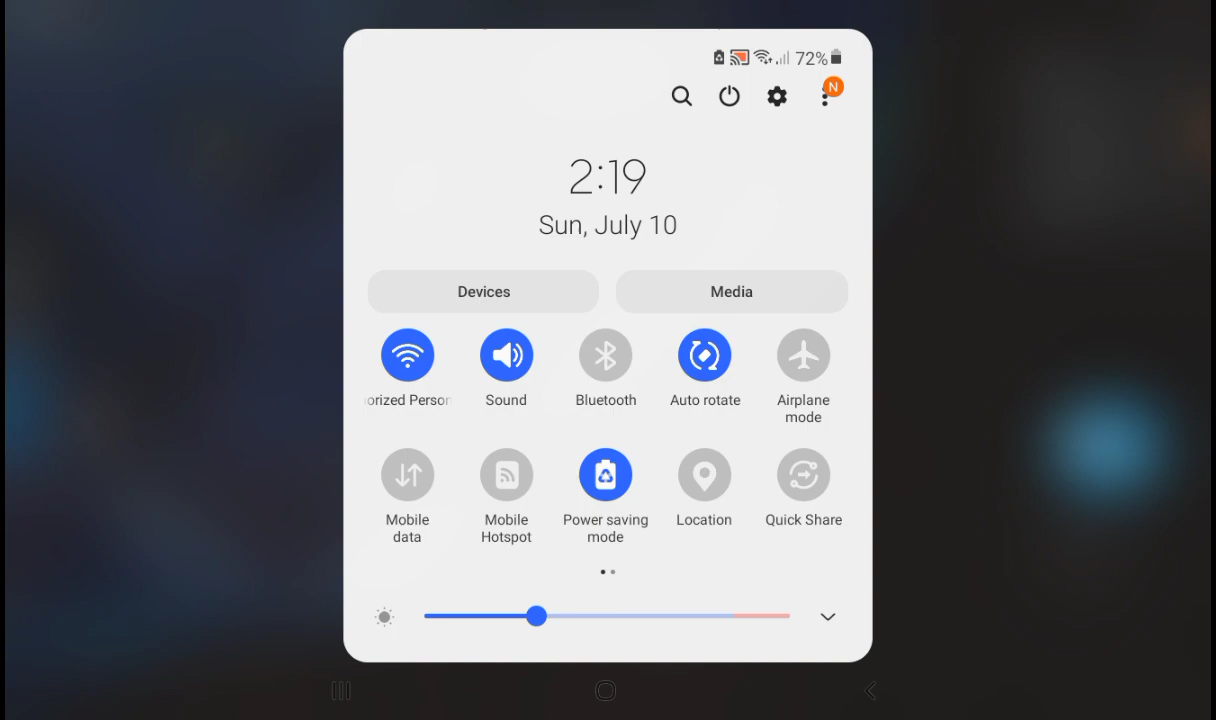 72%
N
2:19
Sun, July 10
Devices
Media
orized Person
Sound
Bluetooth
Auto rotate
Airplane
mode
Mobile
data
Mobile
Hotspot
Power saving
mode
Location
Quick Share